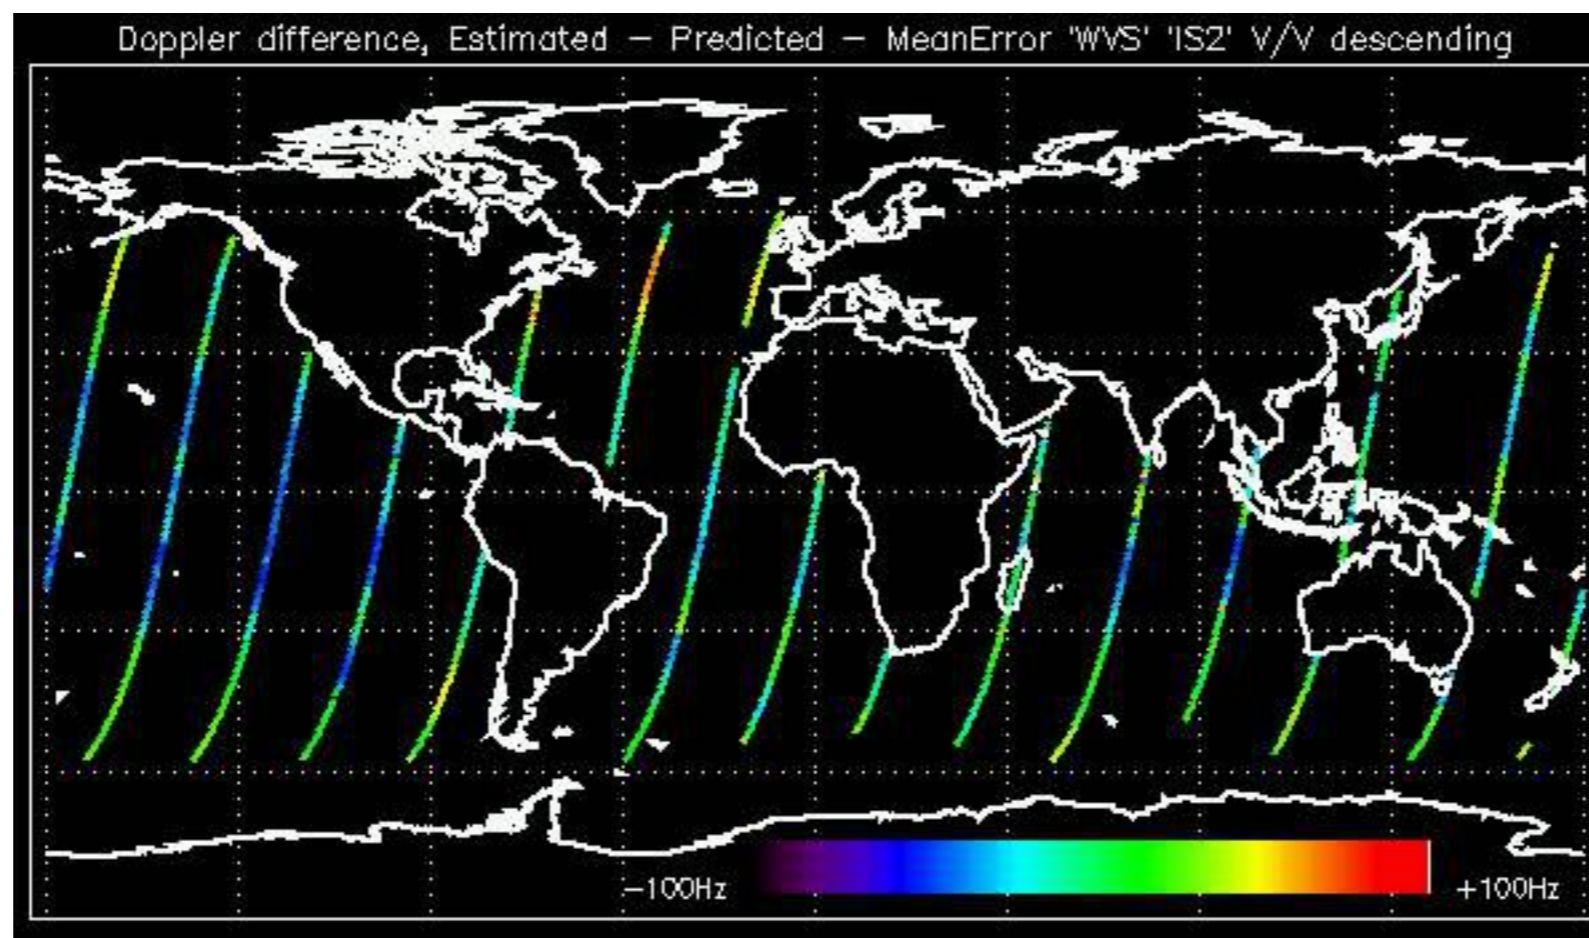 Doppler difference, Estimated – Predicted – MeanError 'WVS' 'IS2' V/V descending
-100Hz
+100Hz